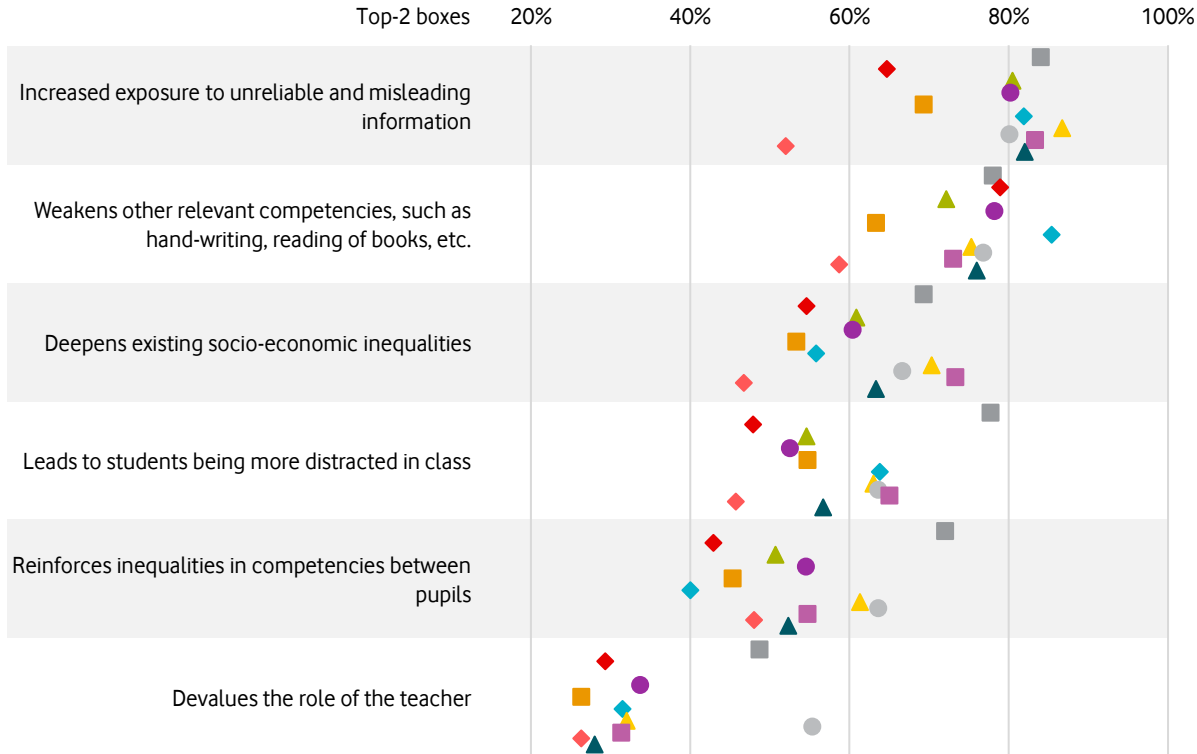 Top-2 boxes 20% 40% 60% 80% 100%
Increased exposure to unreliable and misleading
information
Weakens other relevant competencies, such as
hand-writing, reading of books, etc.
Deepens existing socio-economic inequalities
Leads to students being more distracted in class
Reinforces inequalities in competencies between
pupils
Devalues the role of the teacher